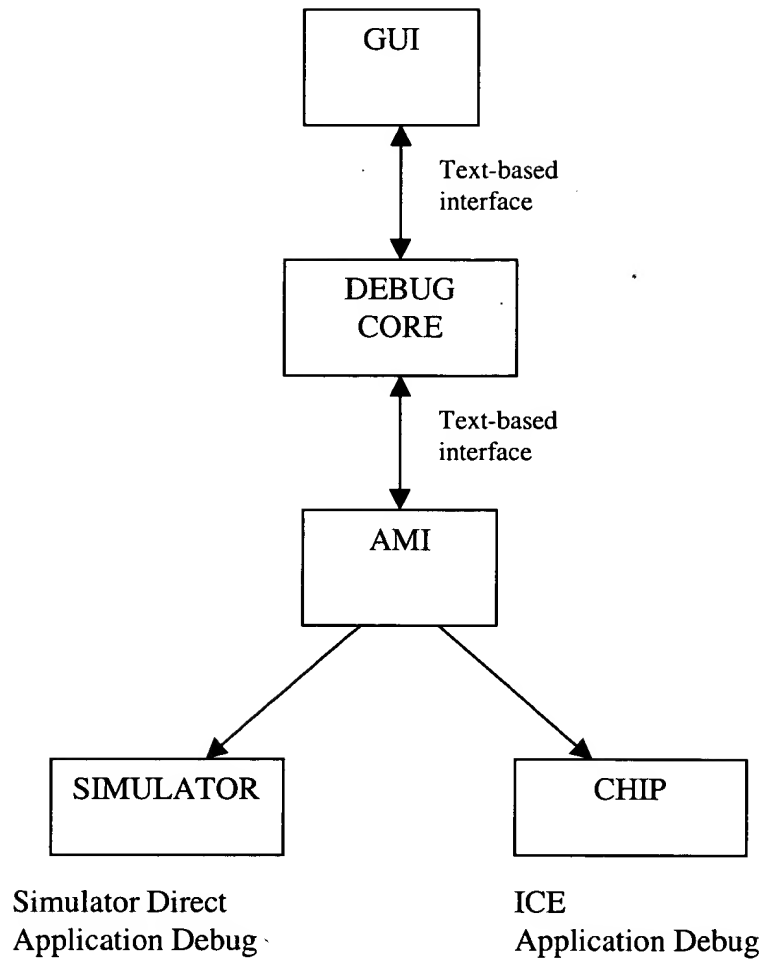 GUI
Text-based
interface
DEBUG
CORE
Text-based
interface
AMI
SIMULATOR
CHIP
Simulator Direct
Application Debug
ICE
Application Debug